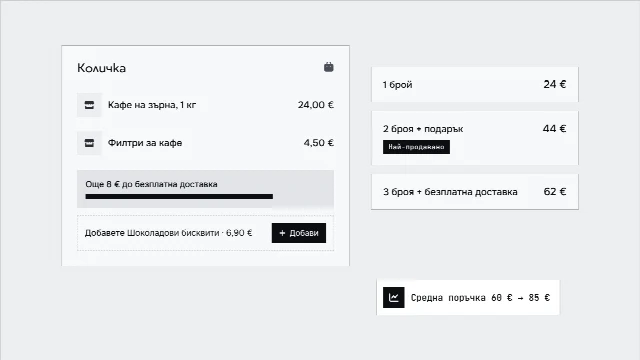 Количка
Кафе на зърна, 1 кг 24,00 €
Филтри за кафе 4,50 €
Още 8 € до безплатна доставка
Добавете Шоколадови бисквити · 6,90 € + Добави
1 брой 24 €
2 броя + подарък 44 €
Най-продавано
3 броя + безплатна доставка 62 €
Средна поръчка 60 € → 85 €